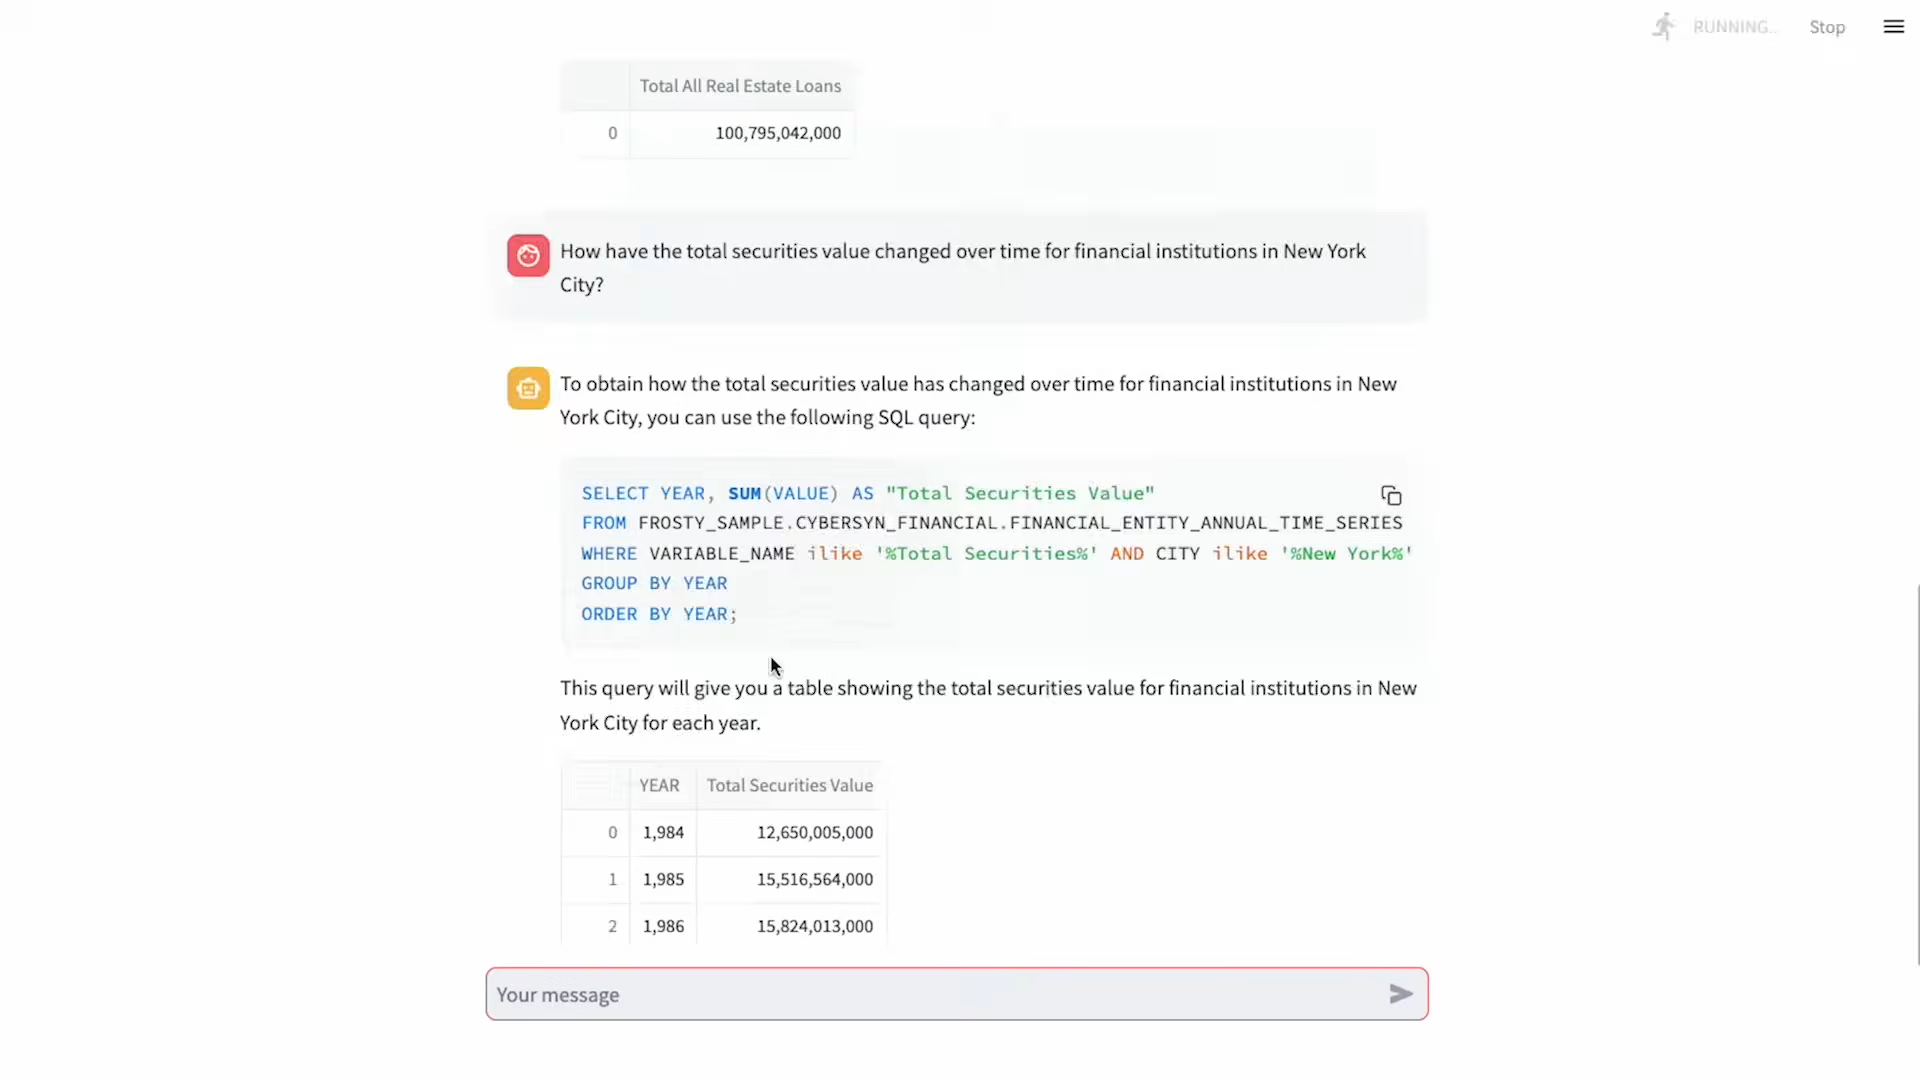 RUNNING...
Stop
Total All Real Estate Loans
0 100,795,042,000
How have the total securities value changed over time for financial institutions in New York
City?
To obtain how the total securities value has changed over time for financial institutions in New
York City, you can use the following SQL query:
SELECT YEAR, SUM(VALUE) AS "Total Securities Value"
FROM FROSTY_SAMPLE.CYBERSYN_FINANCIAL.FINANCIAL_ENTITY_ANNUAL_TIME_SERIES
WHERE VARIABLE_NAME ilike '%Total Securities%' AND CITY ilike '%New York%'
GROUP BY YEAR
ORDER BY YEAR;
This query will give you a table showing the total securities value for financial institutions in New
York City for each year.
YEAR Total Securities Value
0 1,984 12,650,005,000
1 1,985 15,516,564,000
2 1,986 15,824,013,000
Your message